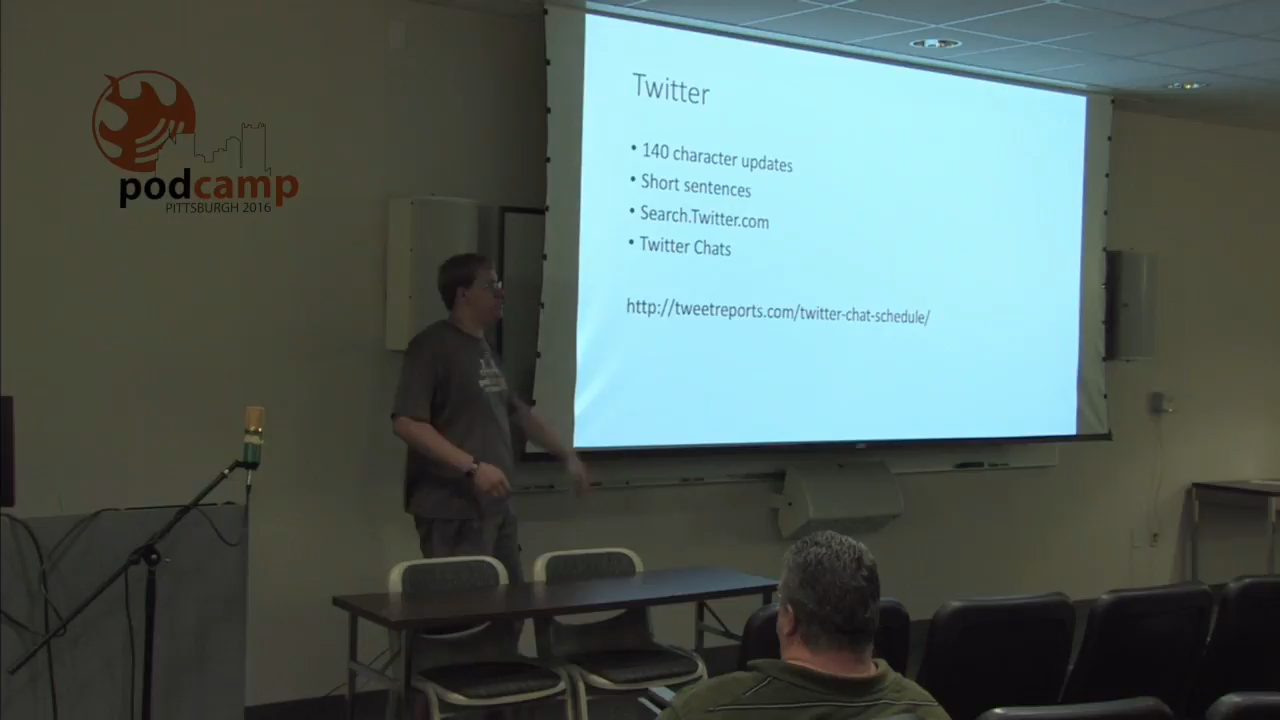 podcamp
PITTSBURGH 2016
Twitter
• 140 character updates
• Short sentences
• Search.Twitter.com
• Twitter Chats
http://tweetreports.com/twitter-chat-schedule/